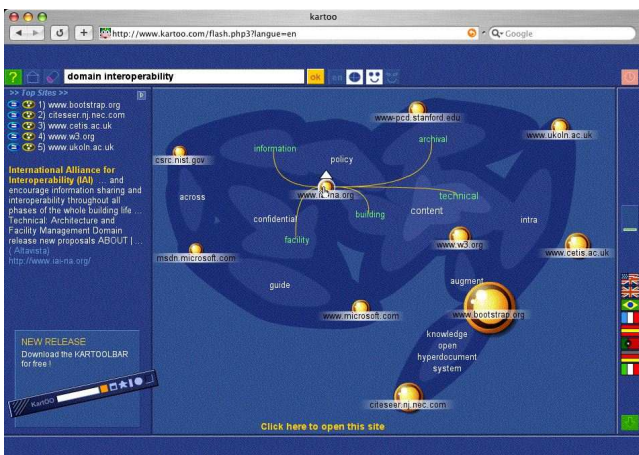 kartoo
http://www.kartoo.com/flash.php3?langue=en
Google
domain interoperability
ok
>> Top Sites >>
1) www.bootstrap.org
2) citeseer.nj.nec.com
3) www.cetis.ac.uk
4) www.w3.org
5) www.ukoln.ac.uk
International Alliance for
Interoperability (IAI) .... and
encourage information sharing and
interoperability throughout all
phases of the whole building life ...
Technical: Architecture and
Facility Management Domain
release new proposals ABOUT | ...
( Altavista)
http://www.iai-na.org/
NEW RELEASE
Download the KARTOOLBAR
for free !
KartOO
www-pcd.stanford.edu
www.ukoln.ac.uk
archival
information
policy
csrc.nist.gov
across
technical
confidential
building
content
intra
facility
www.w3.org
msdn.microsoft.com
www.cetis.ac.uk
guide
augment
www.microsoft.com
www.bootstrap.org
knowledge
open
hyperdocument
system
citeseer.nj.nec.com
Click here to open this site